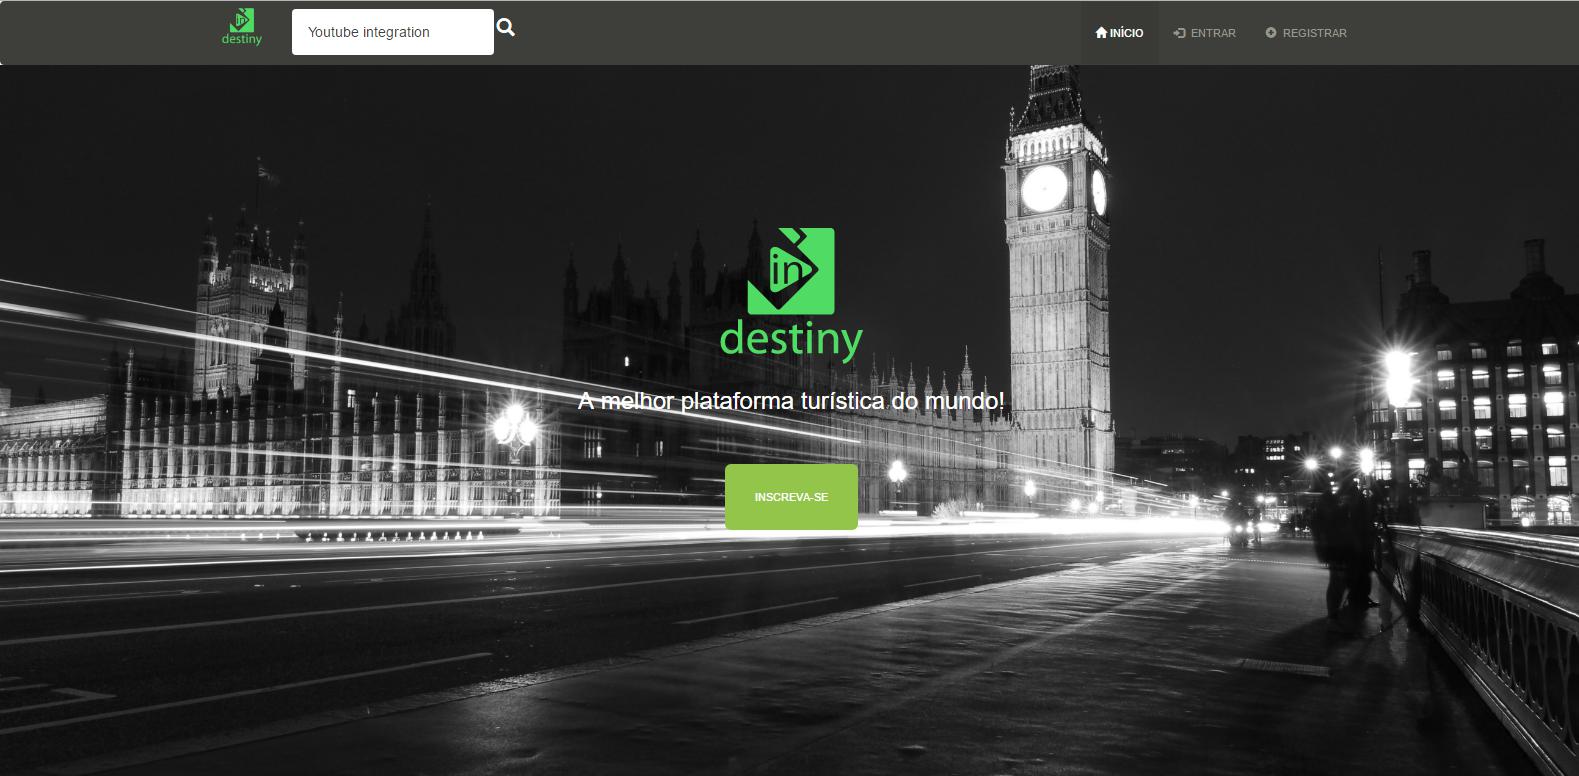 in
destiny
Youtube integration
INÍCIO
ENTRAR
REGISTRAR
in
destiny
A melhor plataforma turística do mundo!
INSCREVA-SE